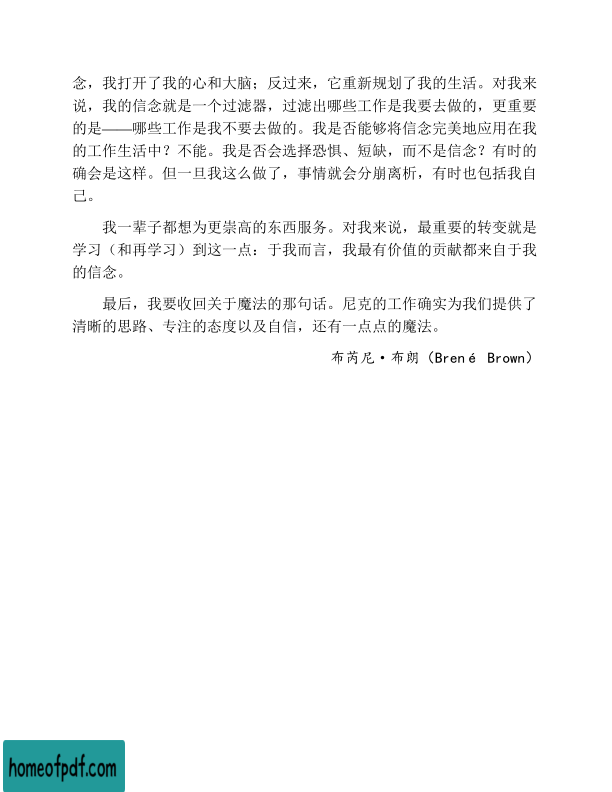 念，我打开了我的心和大脑；反过来，它重新规划了我的生活。对我来
说，我的信念就是一个过滤器，过滤出哪些工作是我要去做的，更重要
的是——哪些工作是我不要去做的。我是否能够将信念完美地应用在我
的工作生活中？不能。我是否会选择恐惧、短缺，而不是信念？有时的
确会是这样。但一旦我这么做了，事情就会分崩离析，有时也包括我自
己。
我一辈子都想为更崇高的东西服务。对我来说，最重要的转变就是
学习（和再学习）到这一点：于我而言，我最有价值的贡献都来自于我
的信念。
最后，我要收回关于魔法的那句话。尼克的工作确实为我们提供了
清晰的思路、专注的态度以及自信，还有一点点的魔法。
布芮尼·布朗（Brené Brown）
homeofpdf.com